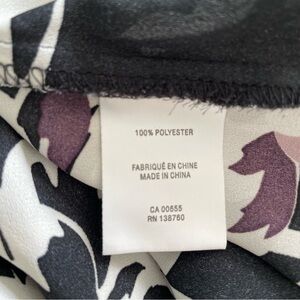 100% POLYESTER
FABRIQUÉ EN CHINE
MADE IN CHINA
CA 00555
RN 138760